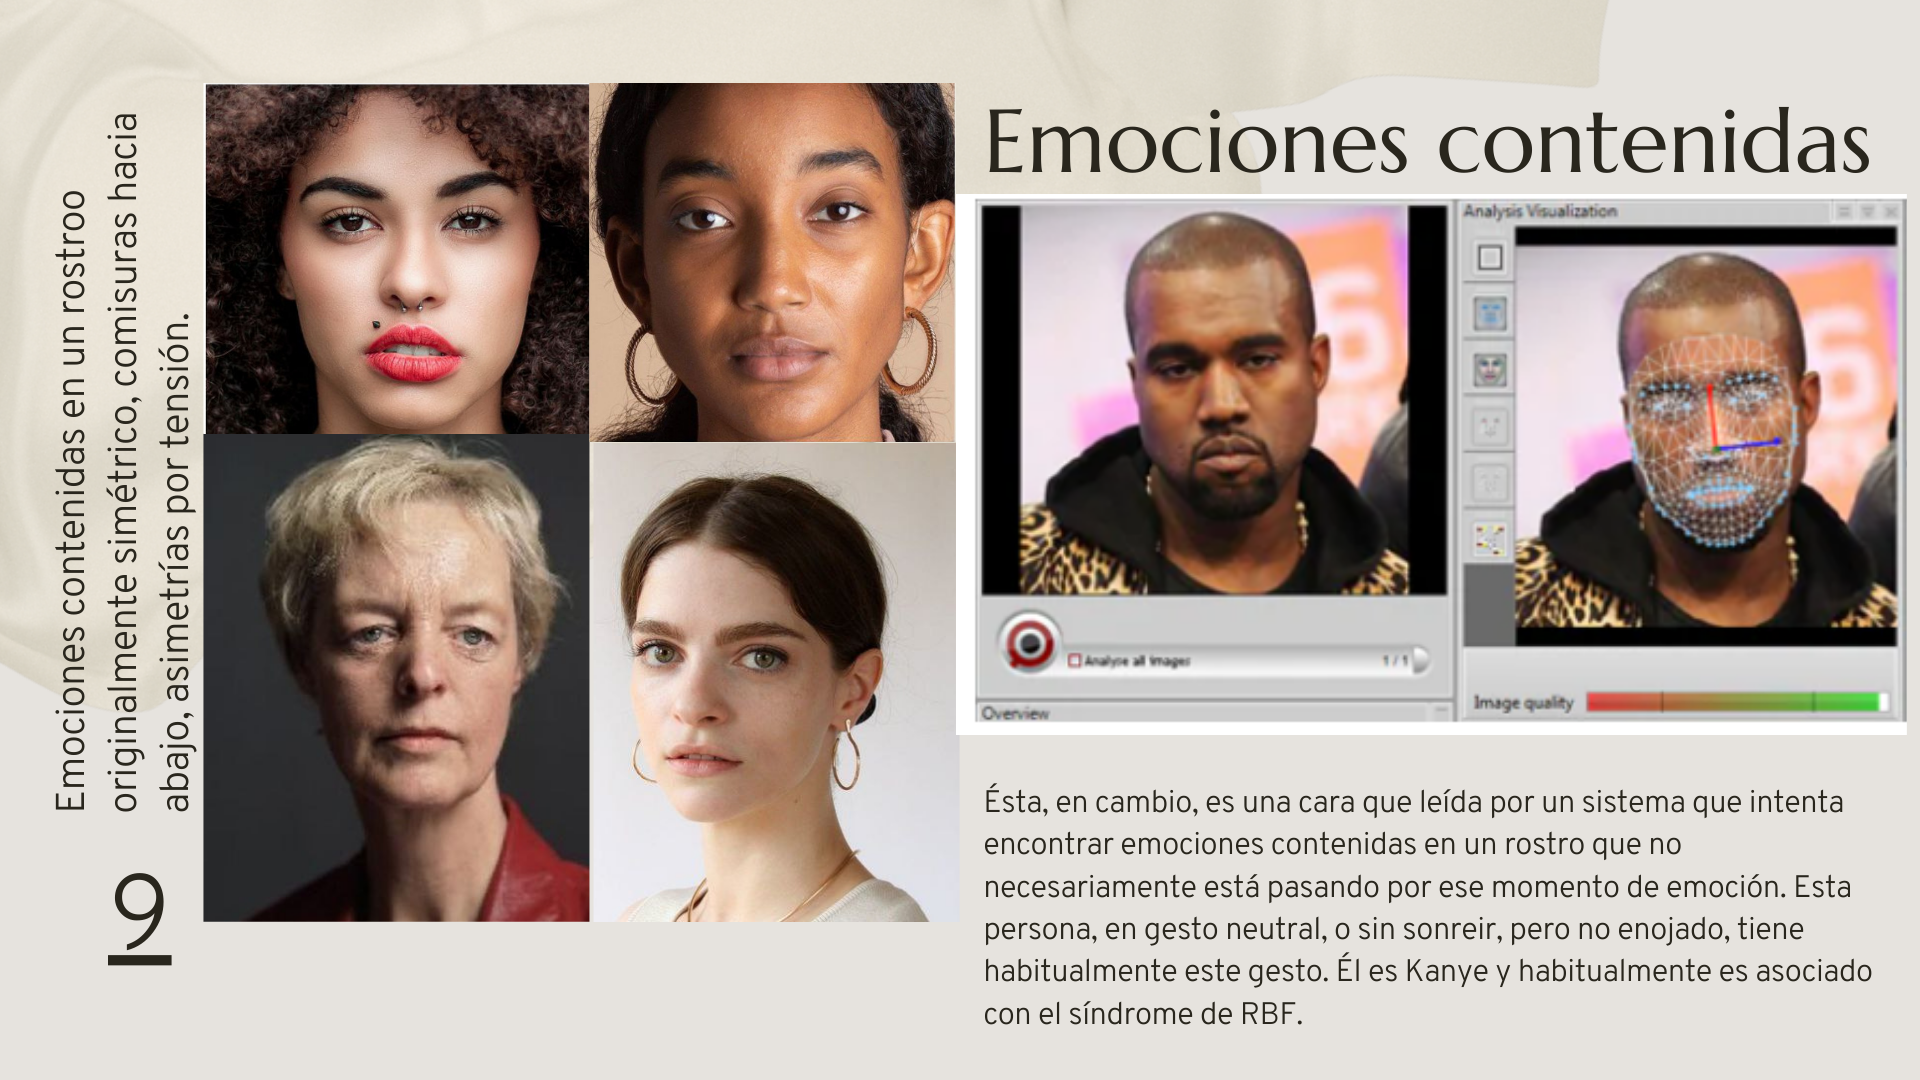 Emociones contenidas en un rostroo
originalmente simétrico, comisuras hacia
abajo, asimetrías por tensión.
9
Emociones contenidas
Analysis Visualization
6
6
Analyse all images
1 / 1
Overview
Image quality
Ésta, en cambio, es una cara que leída por un sistema que intenta
encontrar emociones contenidas en un rostro que no
necesariamente está pasando por ese momento de emoción. Esta
persona, en gesto neutral, o sin sonreir, pero no enojado, tiene
habitualmente este gesto. Él es Kanye y habitualmente es asociado
con el síndrome de RBF.